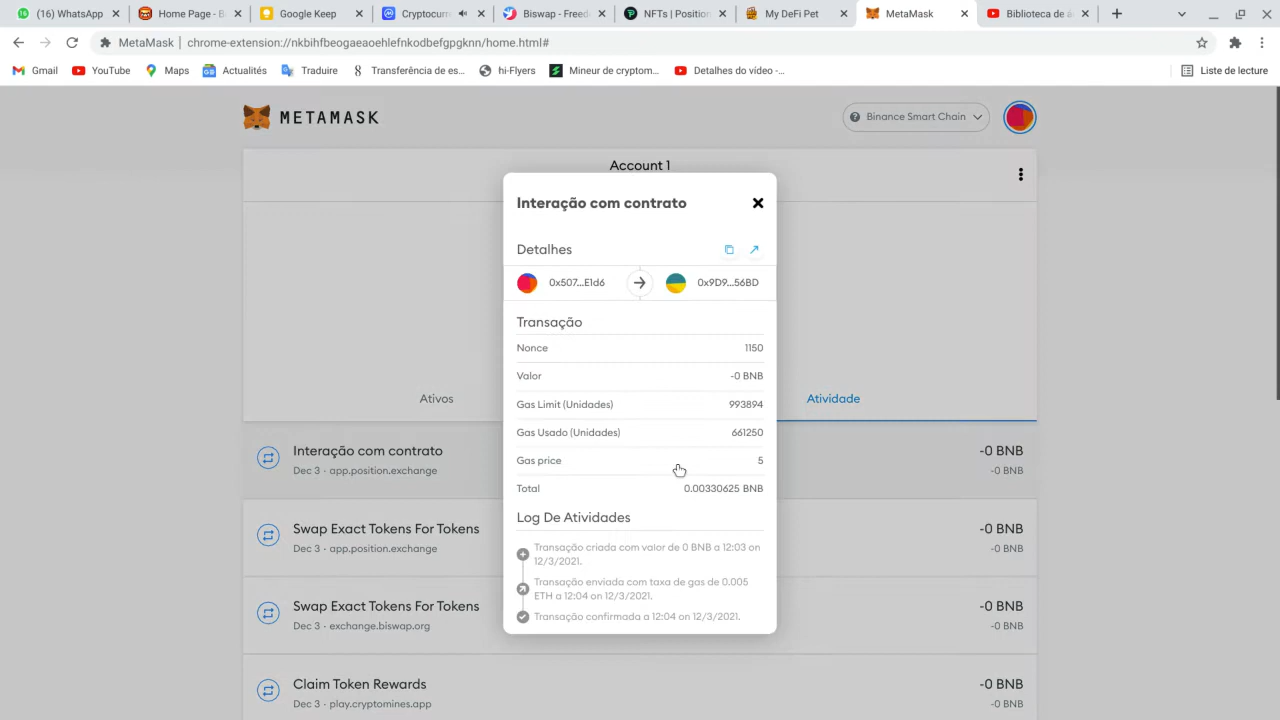 (16) WhatsApp
Home Page - B
Google Keep
Cryptocurr
Biswap - Freed
NFTs | Position
My DeFi Pet
MetaMask
Biblioteca de á
MetaMask
chrome-extension://nkbihfbeogaeaoehlefnkodbefgpgknn/home.html#
Gmail
YouTube
Maps
Actualités
Traduire
Transferência de es...
hi-Flyers
Mineur de cryptom...
Detalhes do vídeo -...
Liste de lecture
METAMASK
Binance Smart Chain
Account 1
Interação com contrato
Detalhes
0x507...E1d6
0x9D9...56BD
Transação
Nonce 1150
Valor -0 BNB
Gas Limit (Unidades) 993894
Gas Usado (Unidades) 661250
Gas price 5
Total 0.00330625 BNB
Log De Atividades
Transação criada com valor de 0 BNB a 12:03 on
12/3/2021.
Transação enviada com taxa de gas de 0.005
ETH a 12:04 on 12/3/2021.
Transação confirmada a 12:04 on 12/3/2021.
Ativos
Atividade
Interação com contrato -0 BNB
Dec 3 · app.position.exchange -0 BNB
Swap Exact Tokens For Tokens -0 BNB
Dec 3 · app.position.exchange -0 BNB
Swap Exact Tokens For Tokens -0 BNB
Dec 3 · exchange.biswap.org -0 BNB
Claim Token Rewards -0 BNB
Dec 3 · play.cryptomines.app -0 BNB